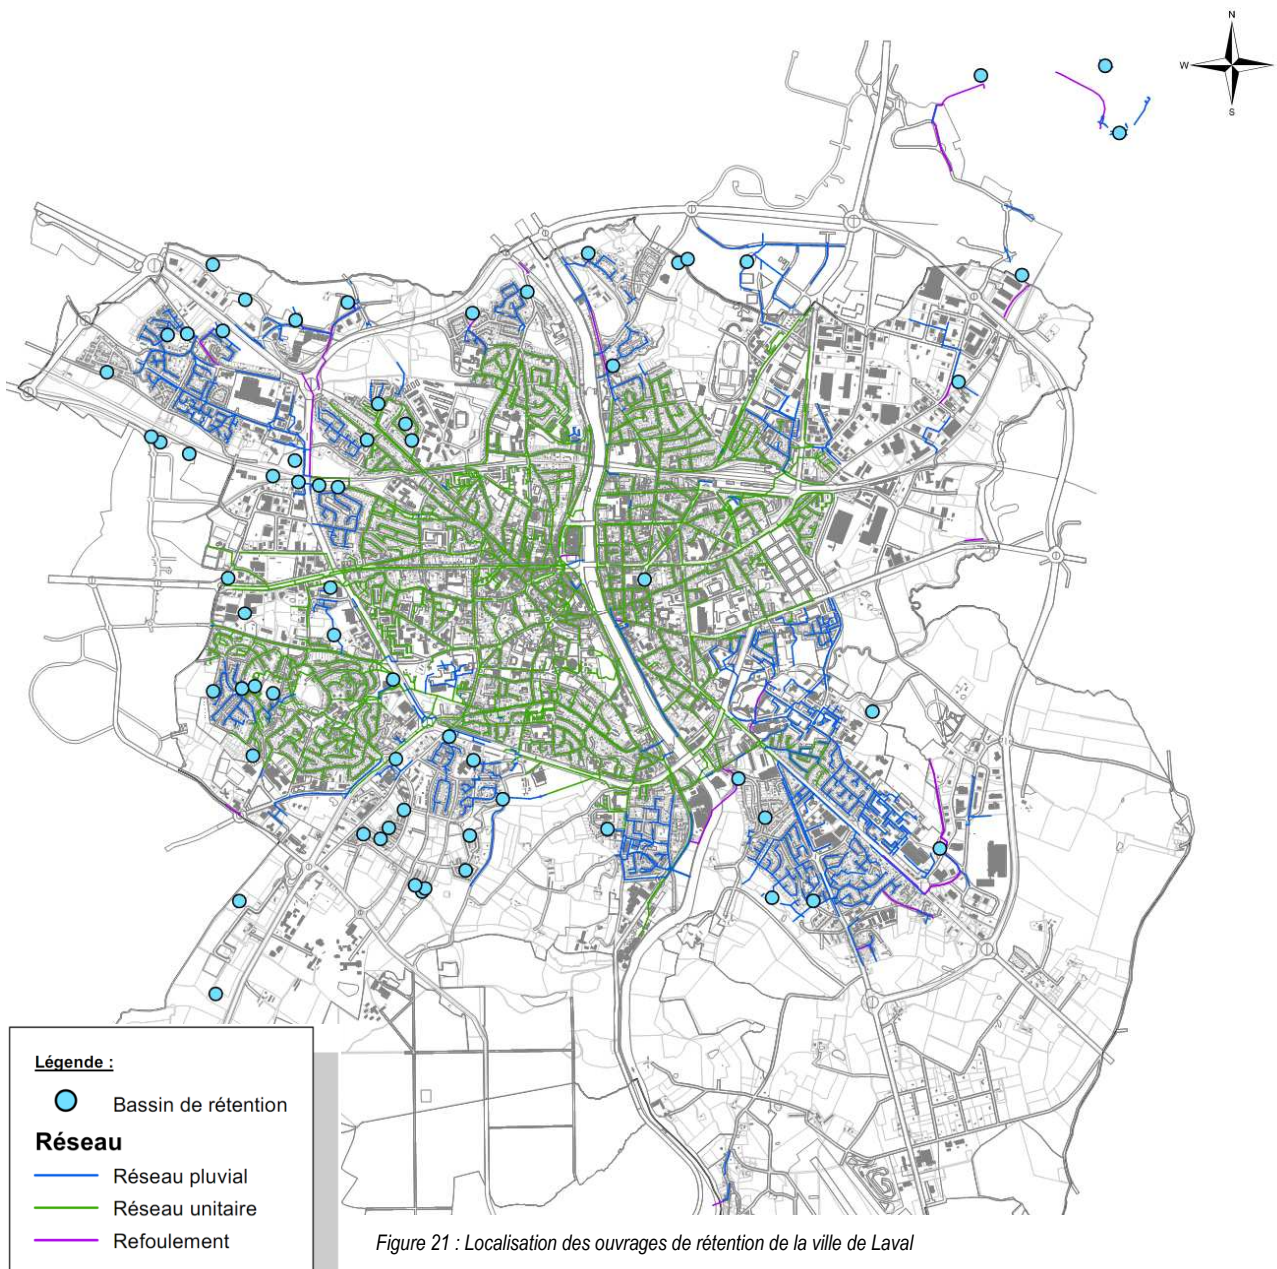 N
W
S
Légende :
Bassin de rétention
Réseau
Réseau pluvial
Réseau unitaire
Refoulement
Figure 21 : Localisation des ouvrages de rétention de la ville de Laval